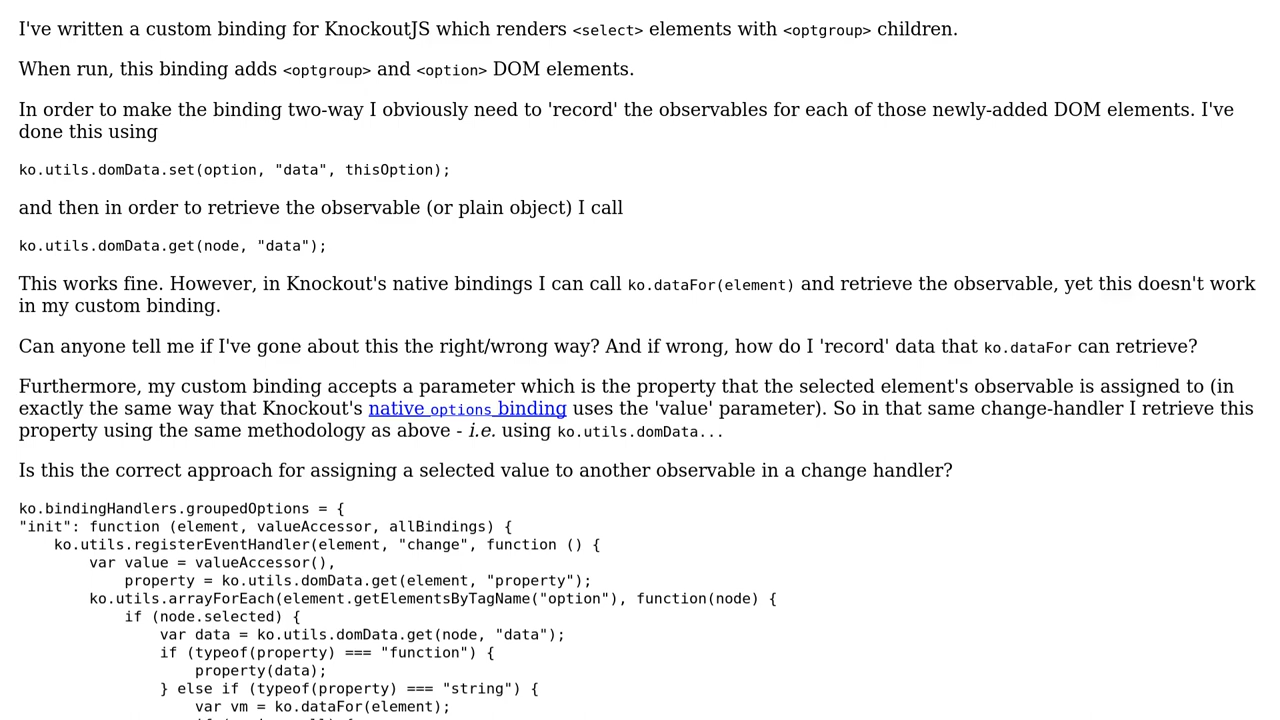 I've written a custom binding for KnockoutJS which renders <select> elements with <optgroup> children.
When run, this binding adds <optgroup> and <option> DOM elements.
In order to make the binding two-way I obviously need to 'record' the observables for each of those newly-added DOM elements. I've
done this using
ko.utils.domData.set(option, "data", thisOption);
and then in order to retrieve the observable (or plain object) I call
ko.utils.domData.get(node, "data");
This works fine. However, in Knockout's native bindings I can call ko.dataFor(element) and retrieve the observable, yet this doesn't work
in my custom binding.
Can anyone tell me if I've gone about this the right/wrong way? And if wrong, how do I 'record' data that ko.dataFor can retrieve?
Furthermore, my custom binding accepts a parameter which is the property that the selected element's observable is assigned to (in
exactly the same way that Knockout's native options binding uses the 'value' parameter). So in that same change-handler I retrieve this
property using the same methodology as above - i.e. using ko.utils.domData...
Is this the correct approach for assigning a selected value to another observable in a change handler?
ko.bindingHandlers.groupedOptions = {
"init": function (element, valueAccessor, allBindings) {
    ko.utils.registerEventHandler(element, "change", function () {
        var value = valueAccessor(),
            property = ko.utils.domData.get(element, "property");
        ko.utils.arrayForEach(element.getElementsByTagName("option"), function(node) {
            if (node.selected) {
                var data = ko.utils.domData.get(node, "data");
                if (typeof(property) === "function") {
                    property(data);
                } else if (typeof(property) === "string") {
                    var vm = ko.dataFor(element);